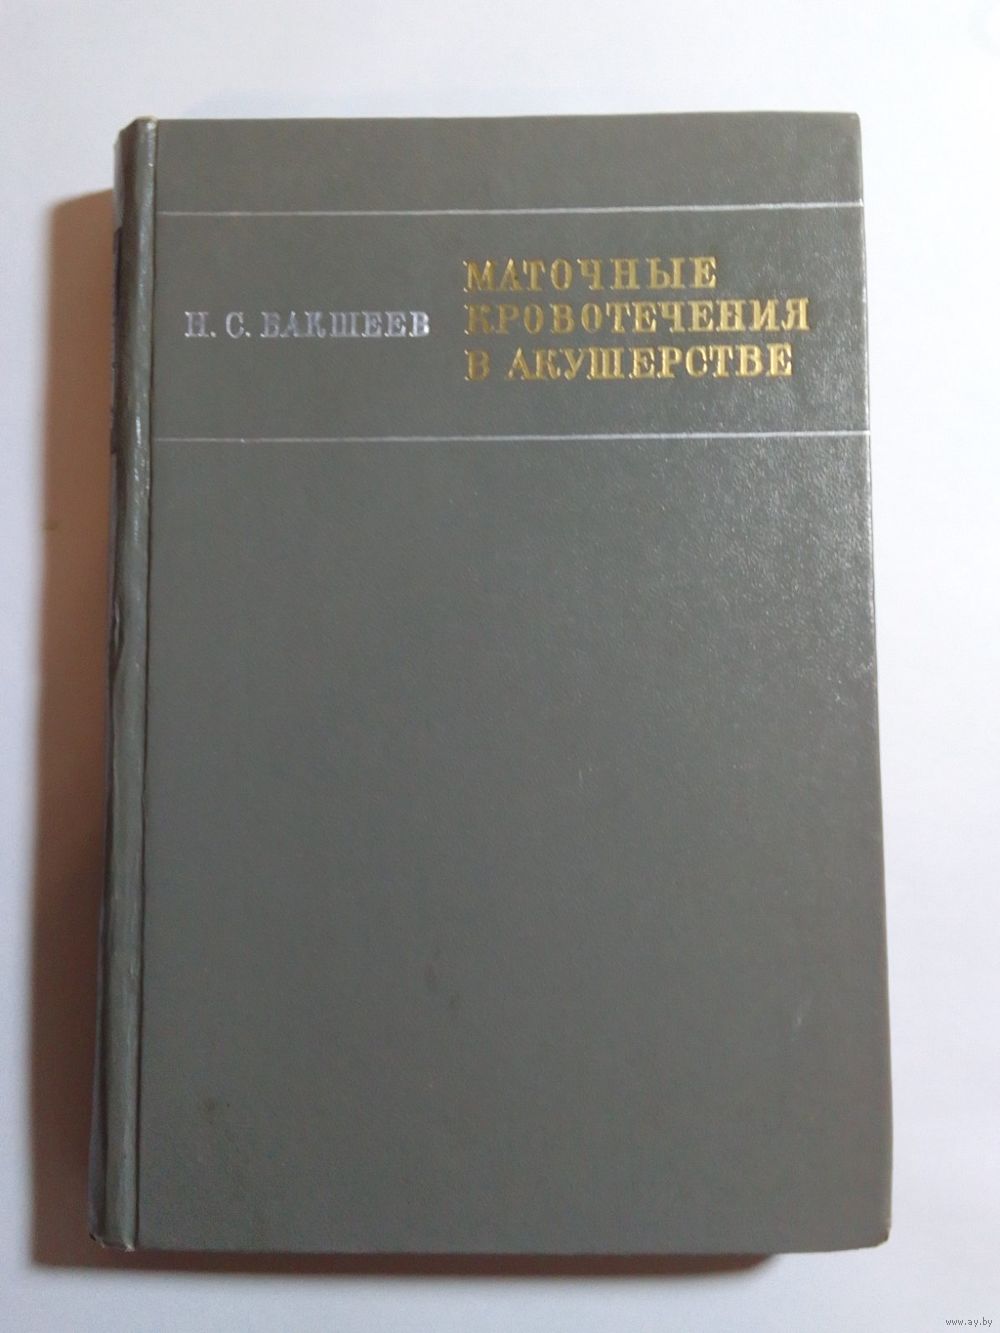 Н. С. БАКШЕЕВ
МАТОЧНЫЕ
КРОВОТЕЧЕНИЯ
В АКУШЕРСТВЕ
www.ay.by